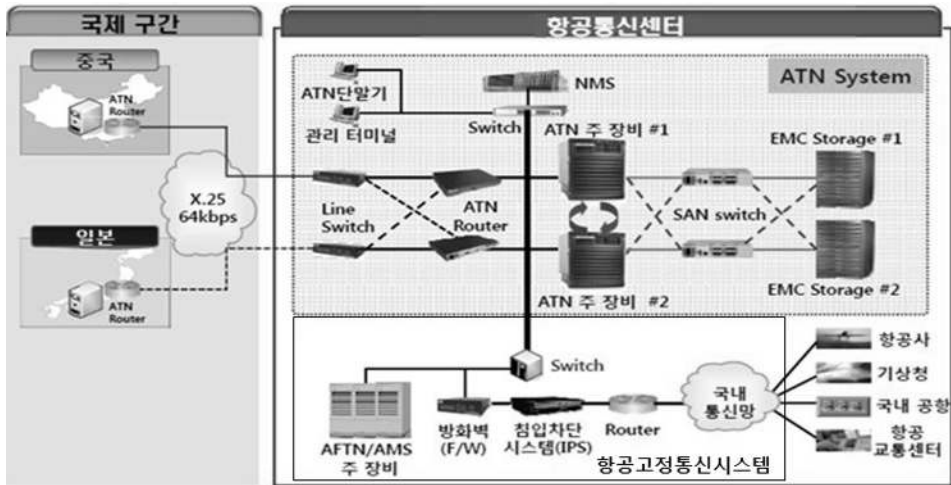 국제 구간
중국
ATN
Router
X.25
64kbps
일본
ATN
Router
항공통신센터
ATN System
ATN단말기
관리 터미널
NMS
Switch
ATN 주 장비 #1
EMC Storage #1
Line
Switch
ATN
Router
SAN switch
ATN 주 장비 #2
EMC Storage #2
Switch
AFTN/AMS
주 장비
방화벽
(F/W)
침입차단
시스템(IPS)
Router
국내
통신망
항공사
기상청
국내 공항
항공
교통센터
항공고정통신시스템